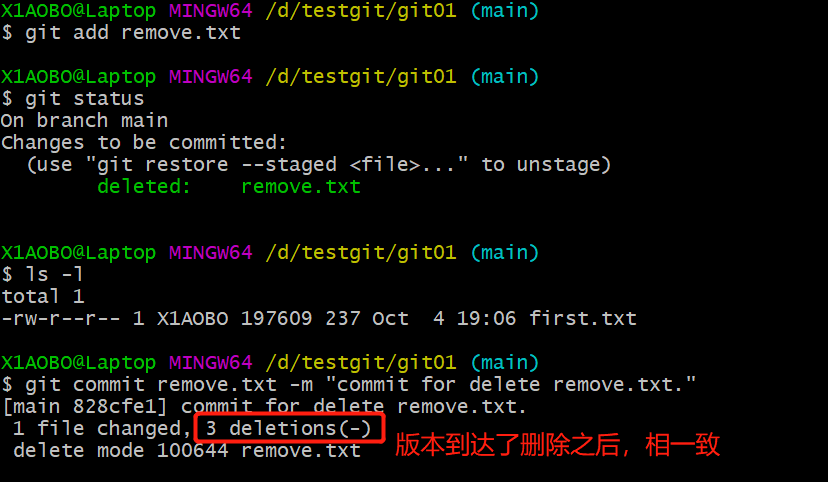 X1AOBO@Laptop MINGW64 /d/testgit/git01 (main)
$ git add remove.txt
X1AOBO@Laptop MINGW64 /d/testgit/git01 (main)
$ git status
On branch main
Changes to be committed:
  (use "git restore --staged <file>..." to unstage)
        deleted:    remove.txt
X1AOBO@Laptop MINGW64 /d/testgit/git01 (main)
$ ls -l
total 1
-rw-r--r-- 1 X1AOBO 197609 237 Oct  4 19:06 first.txt
X1AOBO@Laptop MINGW64 /d/testgit/git01 (main)
$ git commit remove.txt -m "commit for delete remove.txt."
[main 828cfe1] commit for delete remove.txt.
 1 file changed, 3 deletions(-)
 delete mode 100644 remove.txt
版本到达了删除之后，相一致